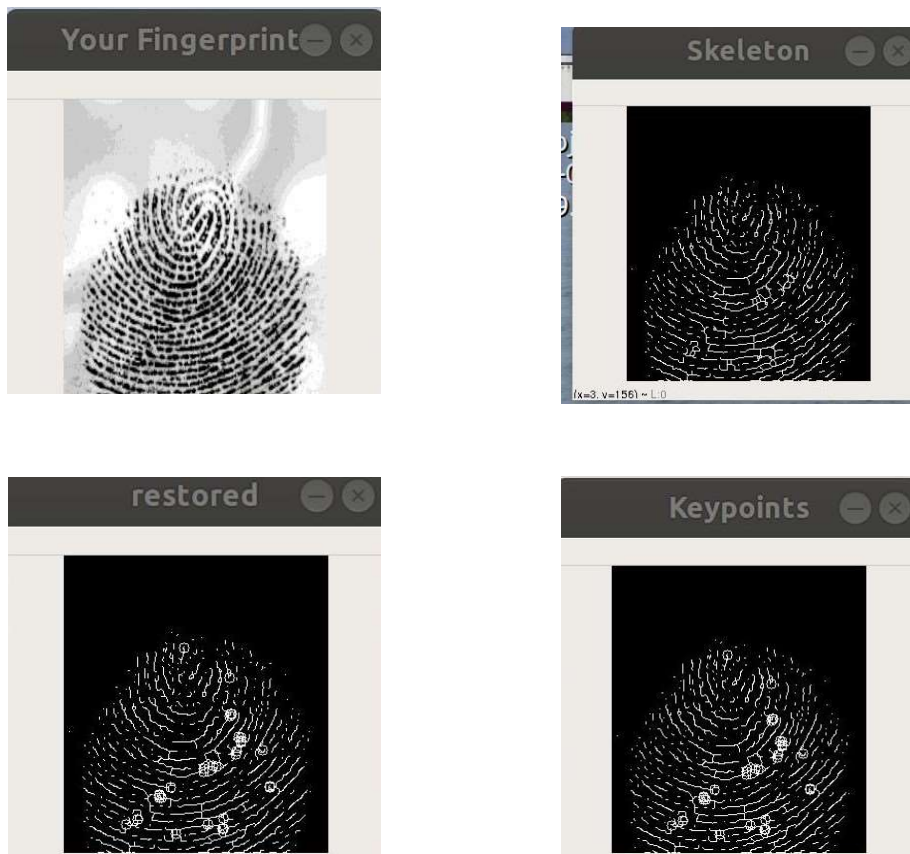 Your Fingerprint
Skeleton
(x=3, y=156) ~ L:0
restored
Keypoints